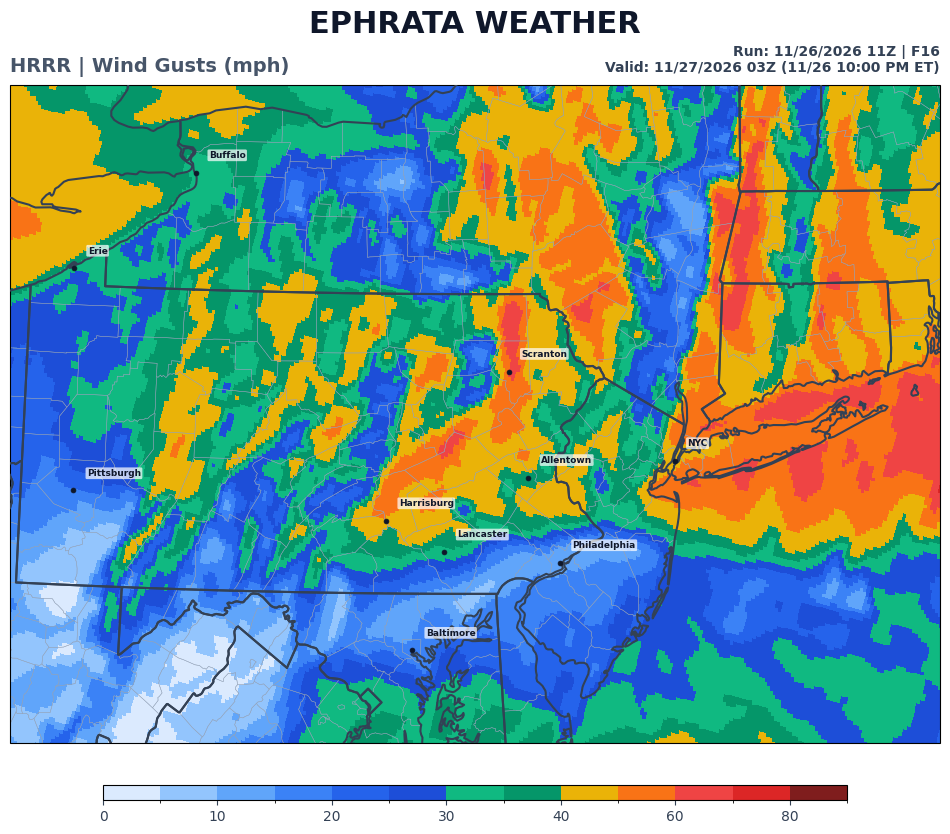 EPHRATA WEATHER
HRRR | Wind Gusts (mph)
Run: 11/26/2026 11Z | F16
Valid: 11/27/2026 03Z (11/26 10:00 PM ET)
Buffalo
Erie
Scranton
NYC
Allentown
Pittsburgh
Harrisburg
Lancaster
Philadelphia
Baltimore
0 10 20 30 40 50 60 70 80